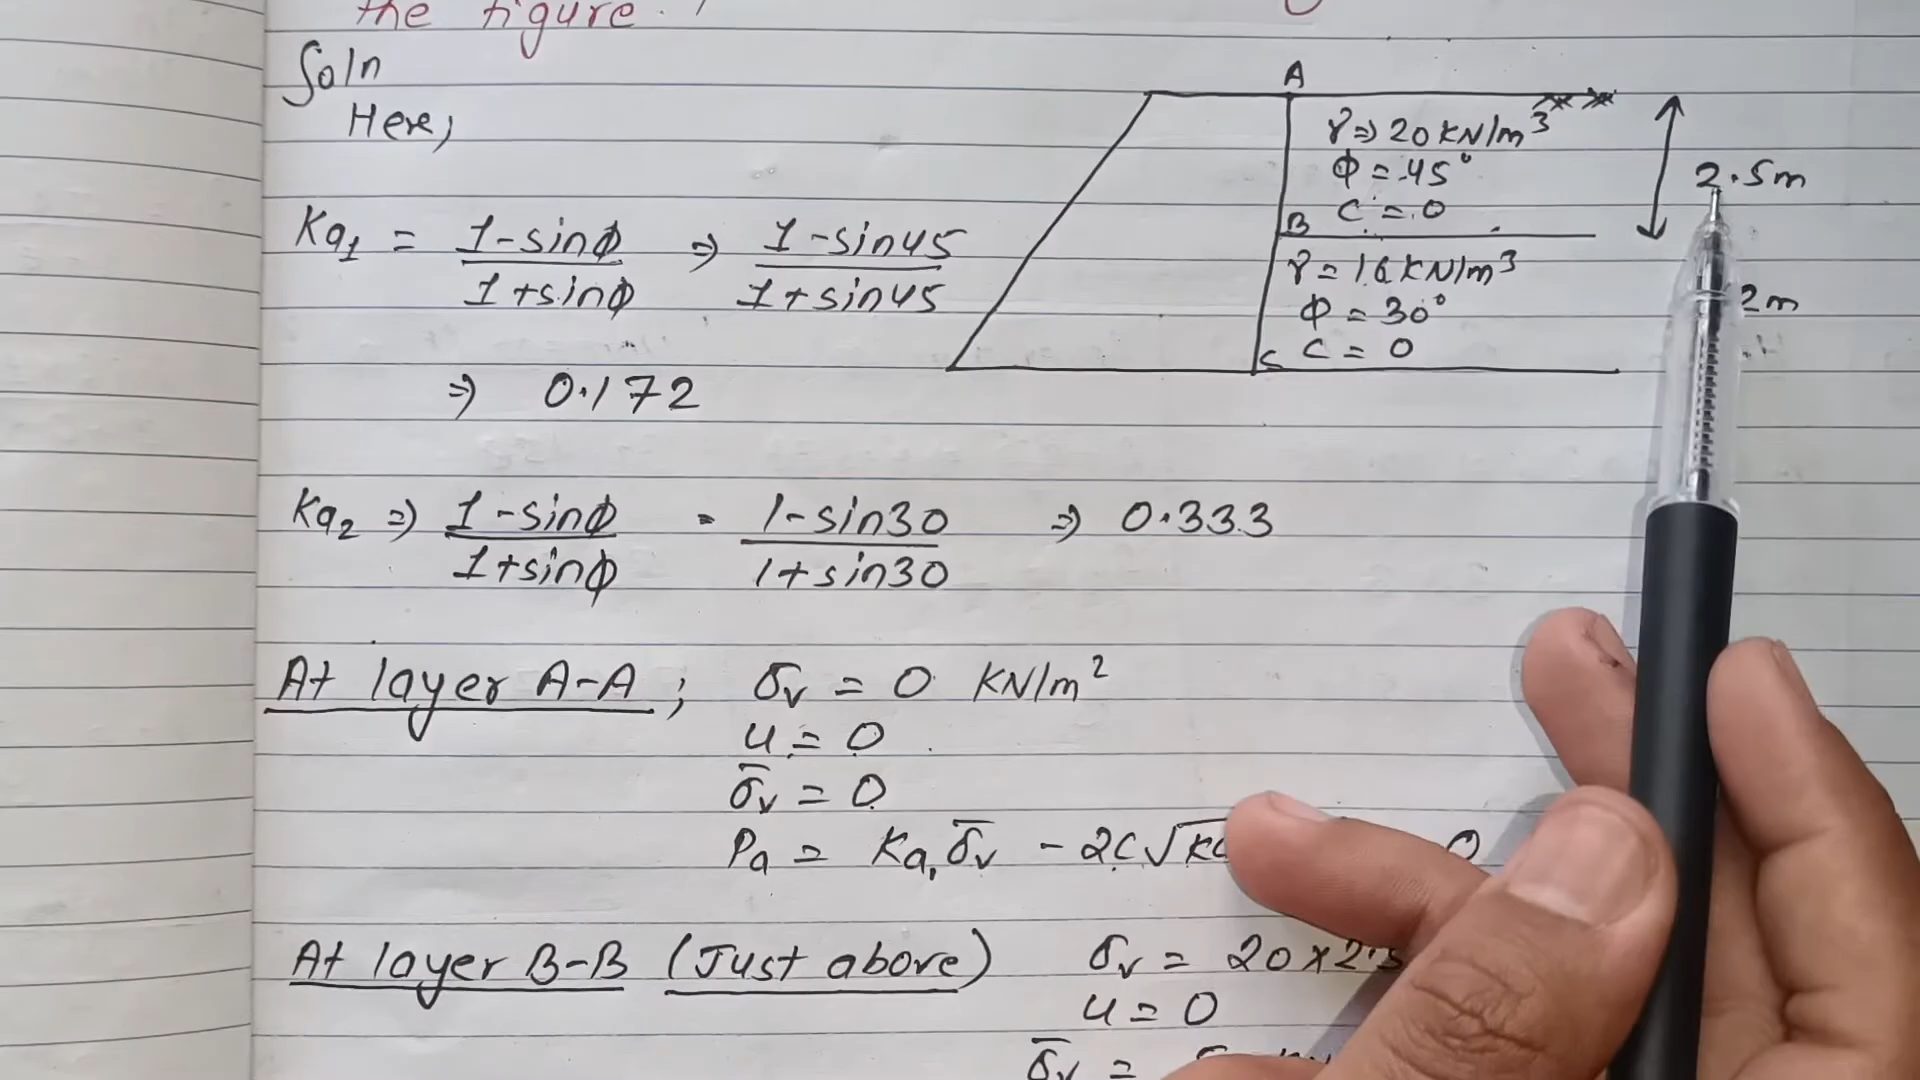 the figure.
Soln
Here,
A
γ ⇒ 20 KN/m³
Φ = 45°
C = 0
2.5m
B
γ = 16 KN/m³
Φ = 30°
C = 0
2m
C
Ka₁ = 1-sinϕ / 1+sinϕ ⇒ 1-sin45 / 1+sin45
⇒ 0.172
Ka₂ ⇒ 1-sinϕ / 1+sinϕ = 1-sin30 / 1+sin30 ⇒ 0.333
At layer A-A ; σv = 0 KN/m²
u = 0
σ̅v = 0
Pa = Ka₁ σ̅v - 2C√ka 0
At layer B-B (Just above) σv = 20×2.5
u = 0
σ̅v =